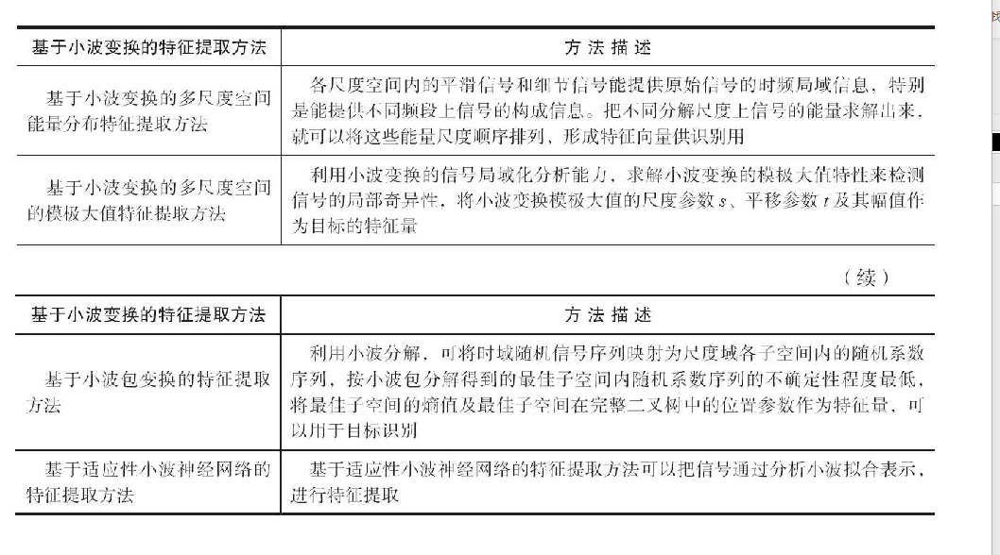 基于小波变换的特征提取方法 方法描述
基于小波变换的多尺度空间
能量分布特征提取方法
各尺度空间内的平滑信号和细节信号能提供原始信号的时频局域信息，特别
是能提供不同频段上信号的构成信息。把不同分解尺度上信号的能量求解出来，
就可以将这些能量尺度顺序排列，形成特征向量供识别用
基于小波变换的多尺度空间
的模极大值特征提取方法
利用小波变换的信号局域化分析能力，求解小波变换的模极大值特性来检测
信号的局部奇异性，将小波变换模极大值的尺度参数 s、平移参数 t 及其幅值作
为目标的特征量
（续）
基于小波变换的特征提取方法 方法描述
基于小波包变换的特征提取
方法
利用小波分解，可将时域随机信号序列映射为尺度域各子空间内的随机系数
序列，按小波包分解得到的最佳子空间内随机系数序列的不确定性程度最低，
将最佳子空间的熵值及最佳子空间在完整二叉树中的位置参数作为特征量，可
以用于目标识别
基于适应性小波神经网络的
特征提取方法
基于适应性小波神经网络的特征提取方法可以把信号通过分析小波拟合表示，
进行特征提取